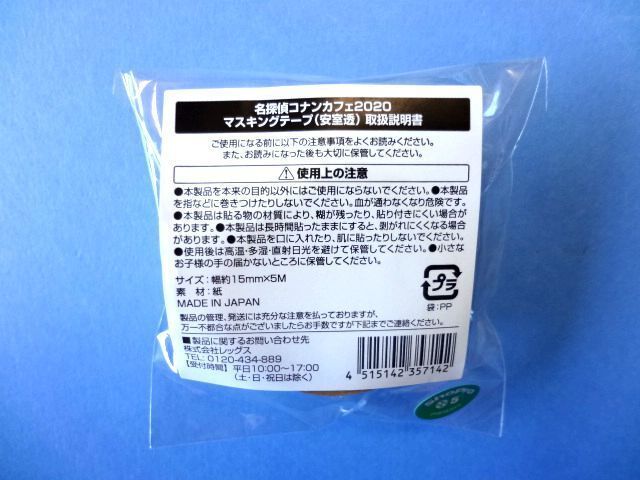 名探偵コナンカフェ2020
マスキングテープ(安室透) 取扱説明書
ご使用になる前に以下の注意事項をよくお読みください。
また、お読みになった後も大切に保管してください。
⚠使用上の注意
●本製品を本来の目的以外にはご使用にならないでください。●本製品
を指などに巻きつけたりしないでください。血が通わなくなり危険です。
●本製品は貼る物の材質により、糊が残ったり、貼り付きにくい場合が
あります。●本製品は長時間貼ったままにすると、剥がれにくくなる場合
がありますので、ご注意ください。●本製品を口に入れたり、肌に貼ったりしないでください。
●使用後は高温・多湿・直射日光を避けて保管してください。●小さな
お子様の手の届かないところに保管してください。
サイズ:幅約15mm×5M
素 材:紙
MADE IN JAPAN
プラ
袋:PP
製品の管理、発送には充分な注意を払っておりますが、
万一不都合な点がございましたらお手数ですが下記までご連絡ください。
■製品に関するお問い合わせ先
株式会社レッグス
TEL: 0120-434-889
【受付時間】平日10:00~17:00
(土・日・祝日は除く)
4 515142 357142
5